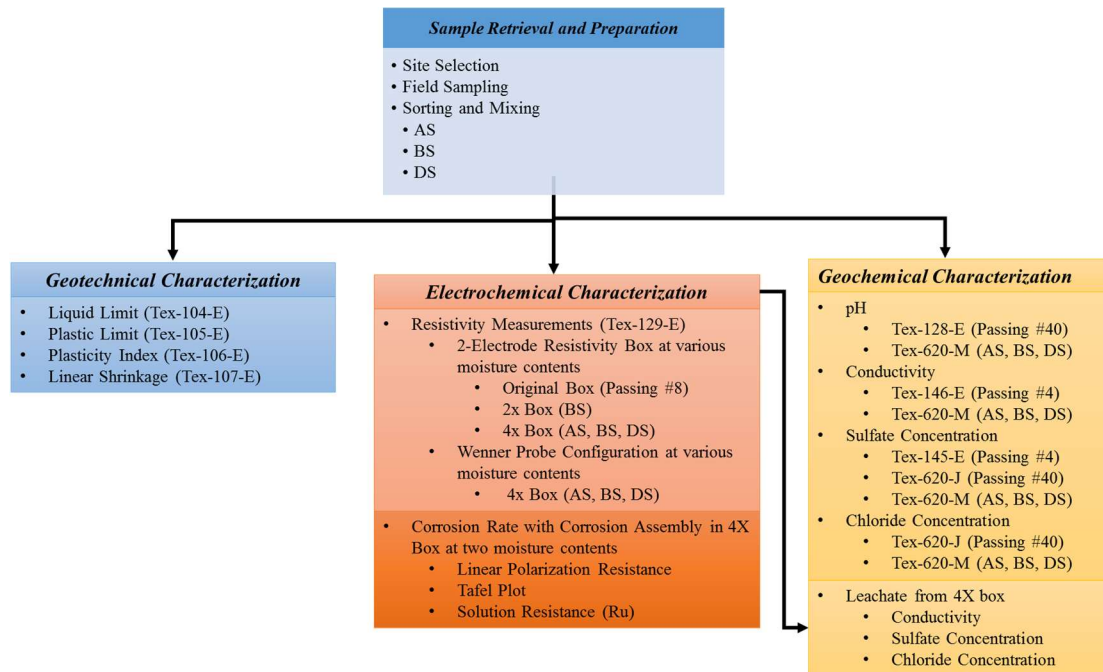 Sample Retrieval and Preparation
• Site Selection
• Field Sampling
• Sorting and Mixing
• AS
• BS
• DS
Geotechnical Characterization
• Liquid Limit (Tex-104-E)
• Plastic Limit (Tex-105-E)
• Plasticity Index (Tex-106-E)
• Linear Shrinkage (Tex-107-E)
Electrochemical Characterization
• Resistivity Measurements (Tex-129-E)
• 2-Electrode Resistivity Box at various
moisture contents
• Original Box (Passing #8)
• 2x Box (BS)
• 4x Box (AS, BS, DS)
• Wenner Probe Configuration at various
moisture contents
• 4x Box (AS, BS, DS)
• Corrosion Rate with Corrosion Assembly in 4X
Box at two moisture contents
• Linear Polarization Resistance
• Tafel Plot
• Solution Resistance (Ru)
Geochemical Characterization
• pH
• Tex-128-E (Passing #40)
• Tex-620-M (AS, BS, DS)
• Conductivity
• Tex-146-E (Passing #4)
• Tex-620-M (AS, BS, DS)
• Sulfate Concentration
• Tex-145-E (Passing #4)
• Tex-620-J (Passing #40)
• Tex-620-M (AS, BS, DS)
• Chloride Concentration
• Tex-620-J (Passing #40)
• Tex-620-M (AS, BS, DS)
• Leachate from 4X box
• Conductivity
• Sulfate Concentration
• Chloride Concentration